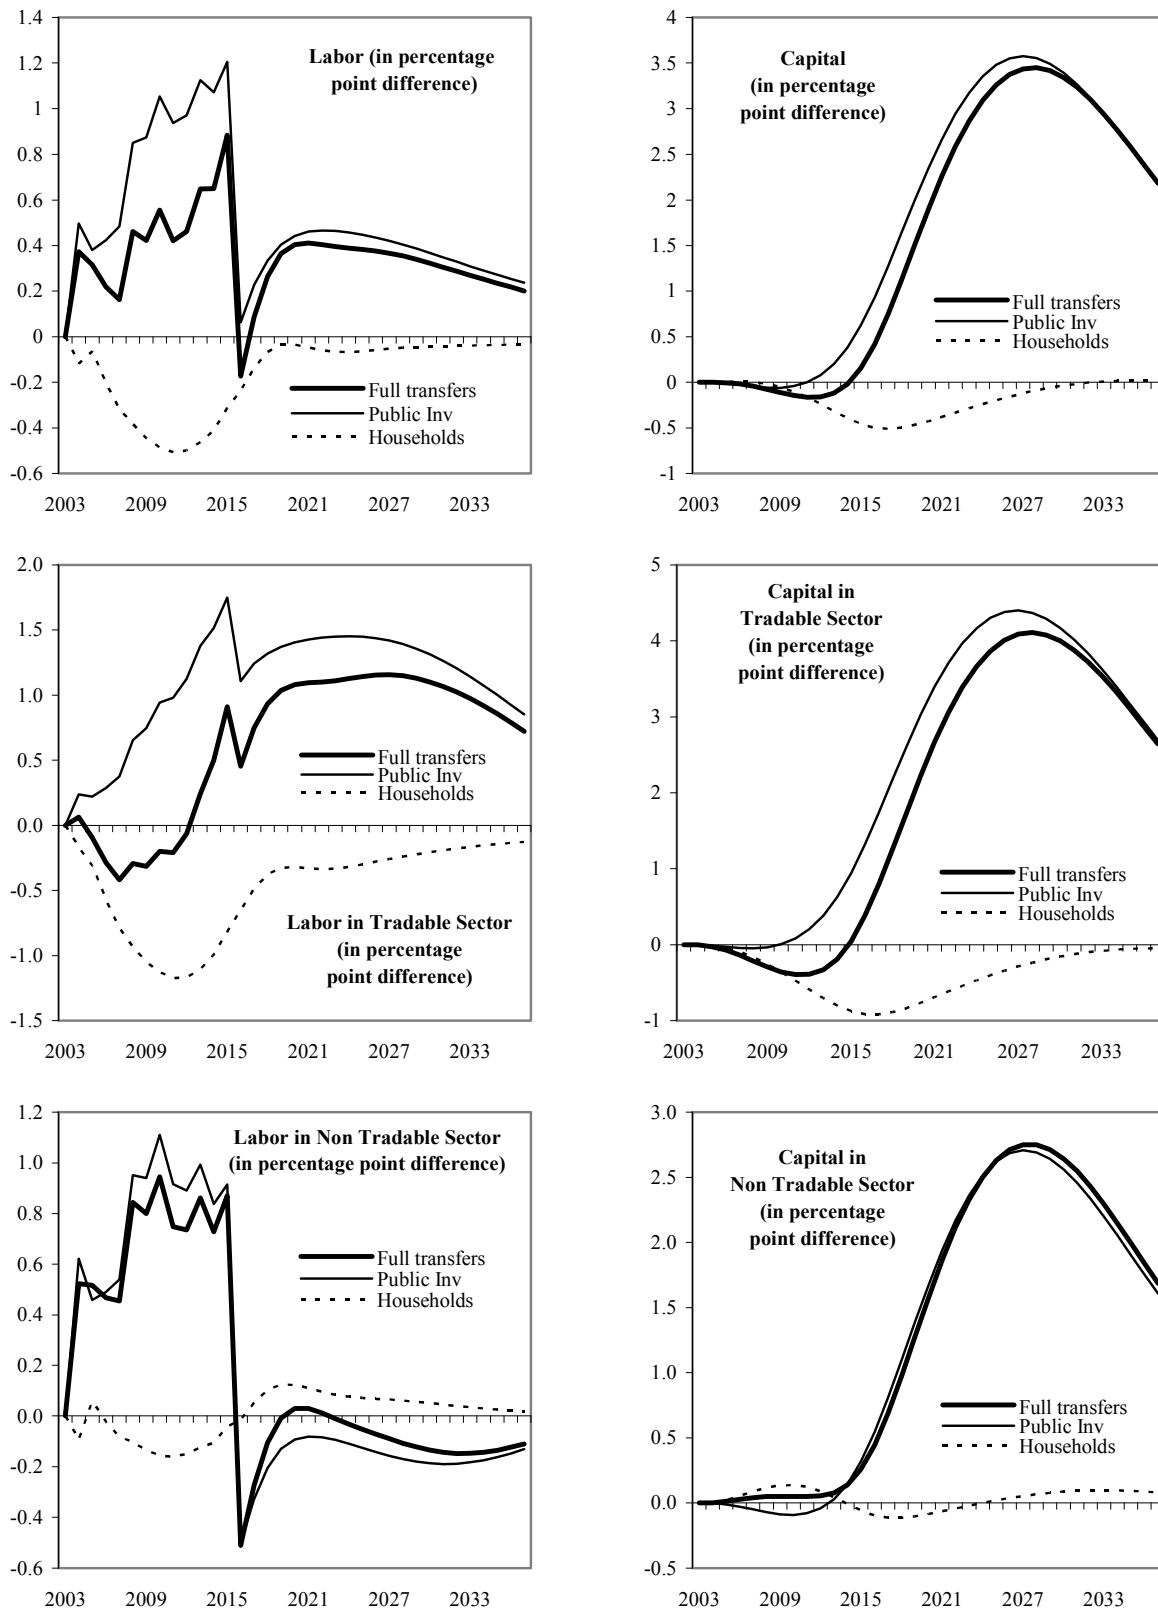 1.4
1.2
1
0.8
0.6
0.4
0.2
0
-0.2
-0.4
-0.6
Labor (in percentage
point difference)
Full transfers
Public Inv
Households
2003 2009 2015 2021 2027 2033
4
3.5
3
2.5
2
1.5
1
0.5
0
-0.5
-1
Capital
(in percentage
point difference)
Full transfers
Public Inv
Households
2003 2009 2015 2021 2027 2033
2.0
1.5
1.0
0.5
0.0
-0.5
-1.0
-1.5
Full transfers
Public Inv
Households
Labor in Tradable Sector
(in percentage
point difference)
2003 2009 2015 2021 2027 2033
5
4
3
2
1
0
-1
Capital in
Tradable Sector
(in percentage
point difference)
Full transfers
Public Inv
Households
2003 2009 2015 2021 2027 2033
1.2
1.0
0.8
0.6
0.4
0.2
0.0
-0.2
-0.4
-0.6
Labor in Non Tradable Sector
(in percentage point difference)
Full transfers
Public Inv
Households
2003 2009 2015 2021 2027 2033
3.0
2.5
2.0
1.5
1.0
0.5
0.0
-0.5
Capital in
Non Tradable Sector
(in percentage
point difference)
Full transfers
Public Inv
Households
2003 2009 2015 2021 2027 2033